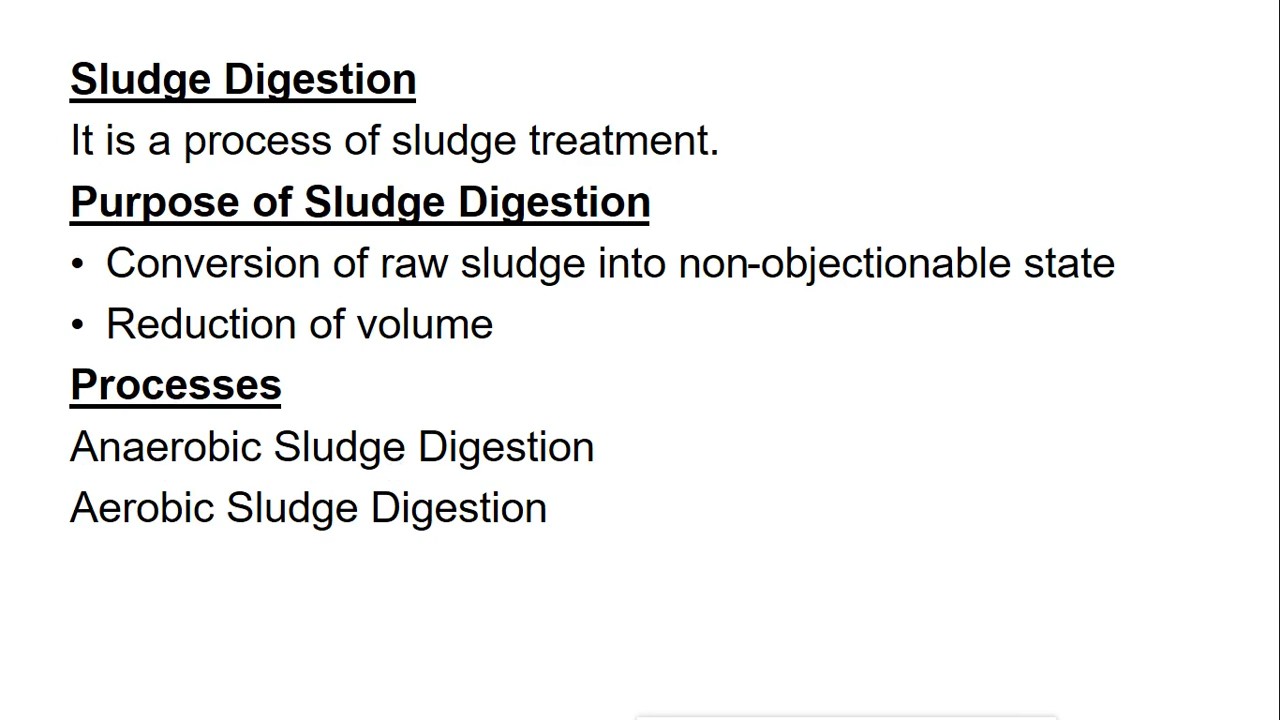 Sludge Digestion
It is a process of sludge treatment.
Purpose of Sludge Digestion
• Conversion of raw sludge into non-objectionable state
• Reduction of volume
Processes
Anaerobic Sludge Digestion
Aerobic Sludge Digestion